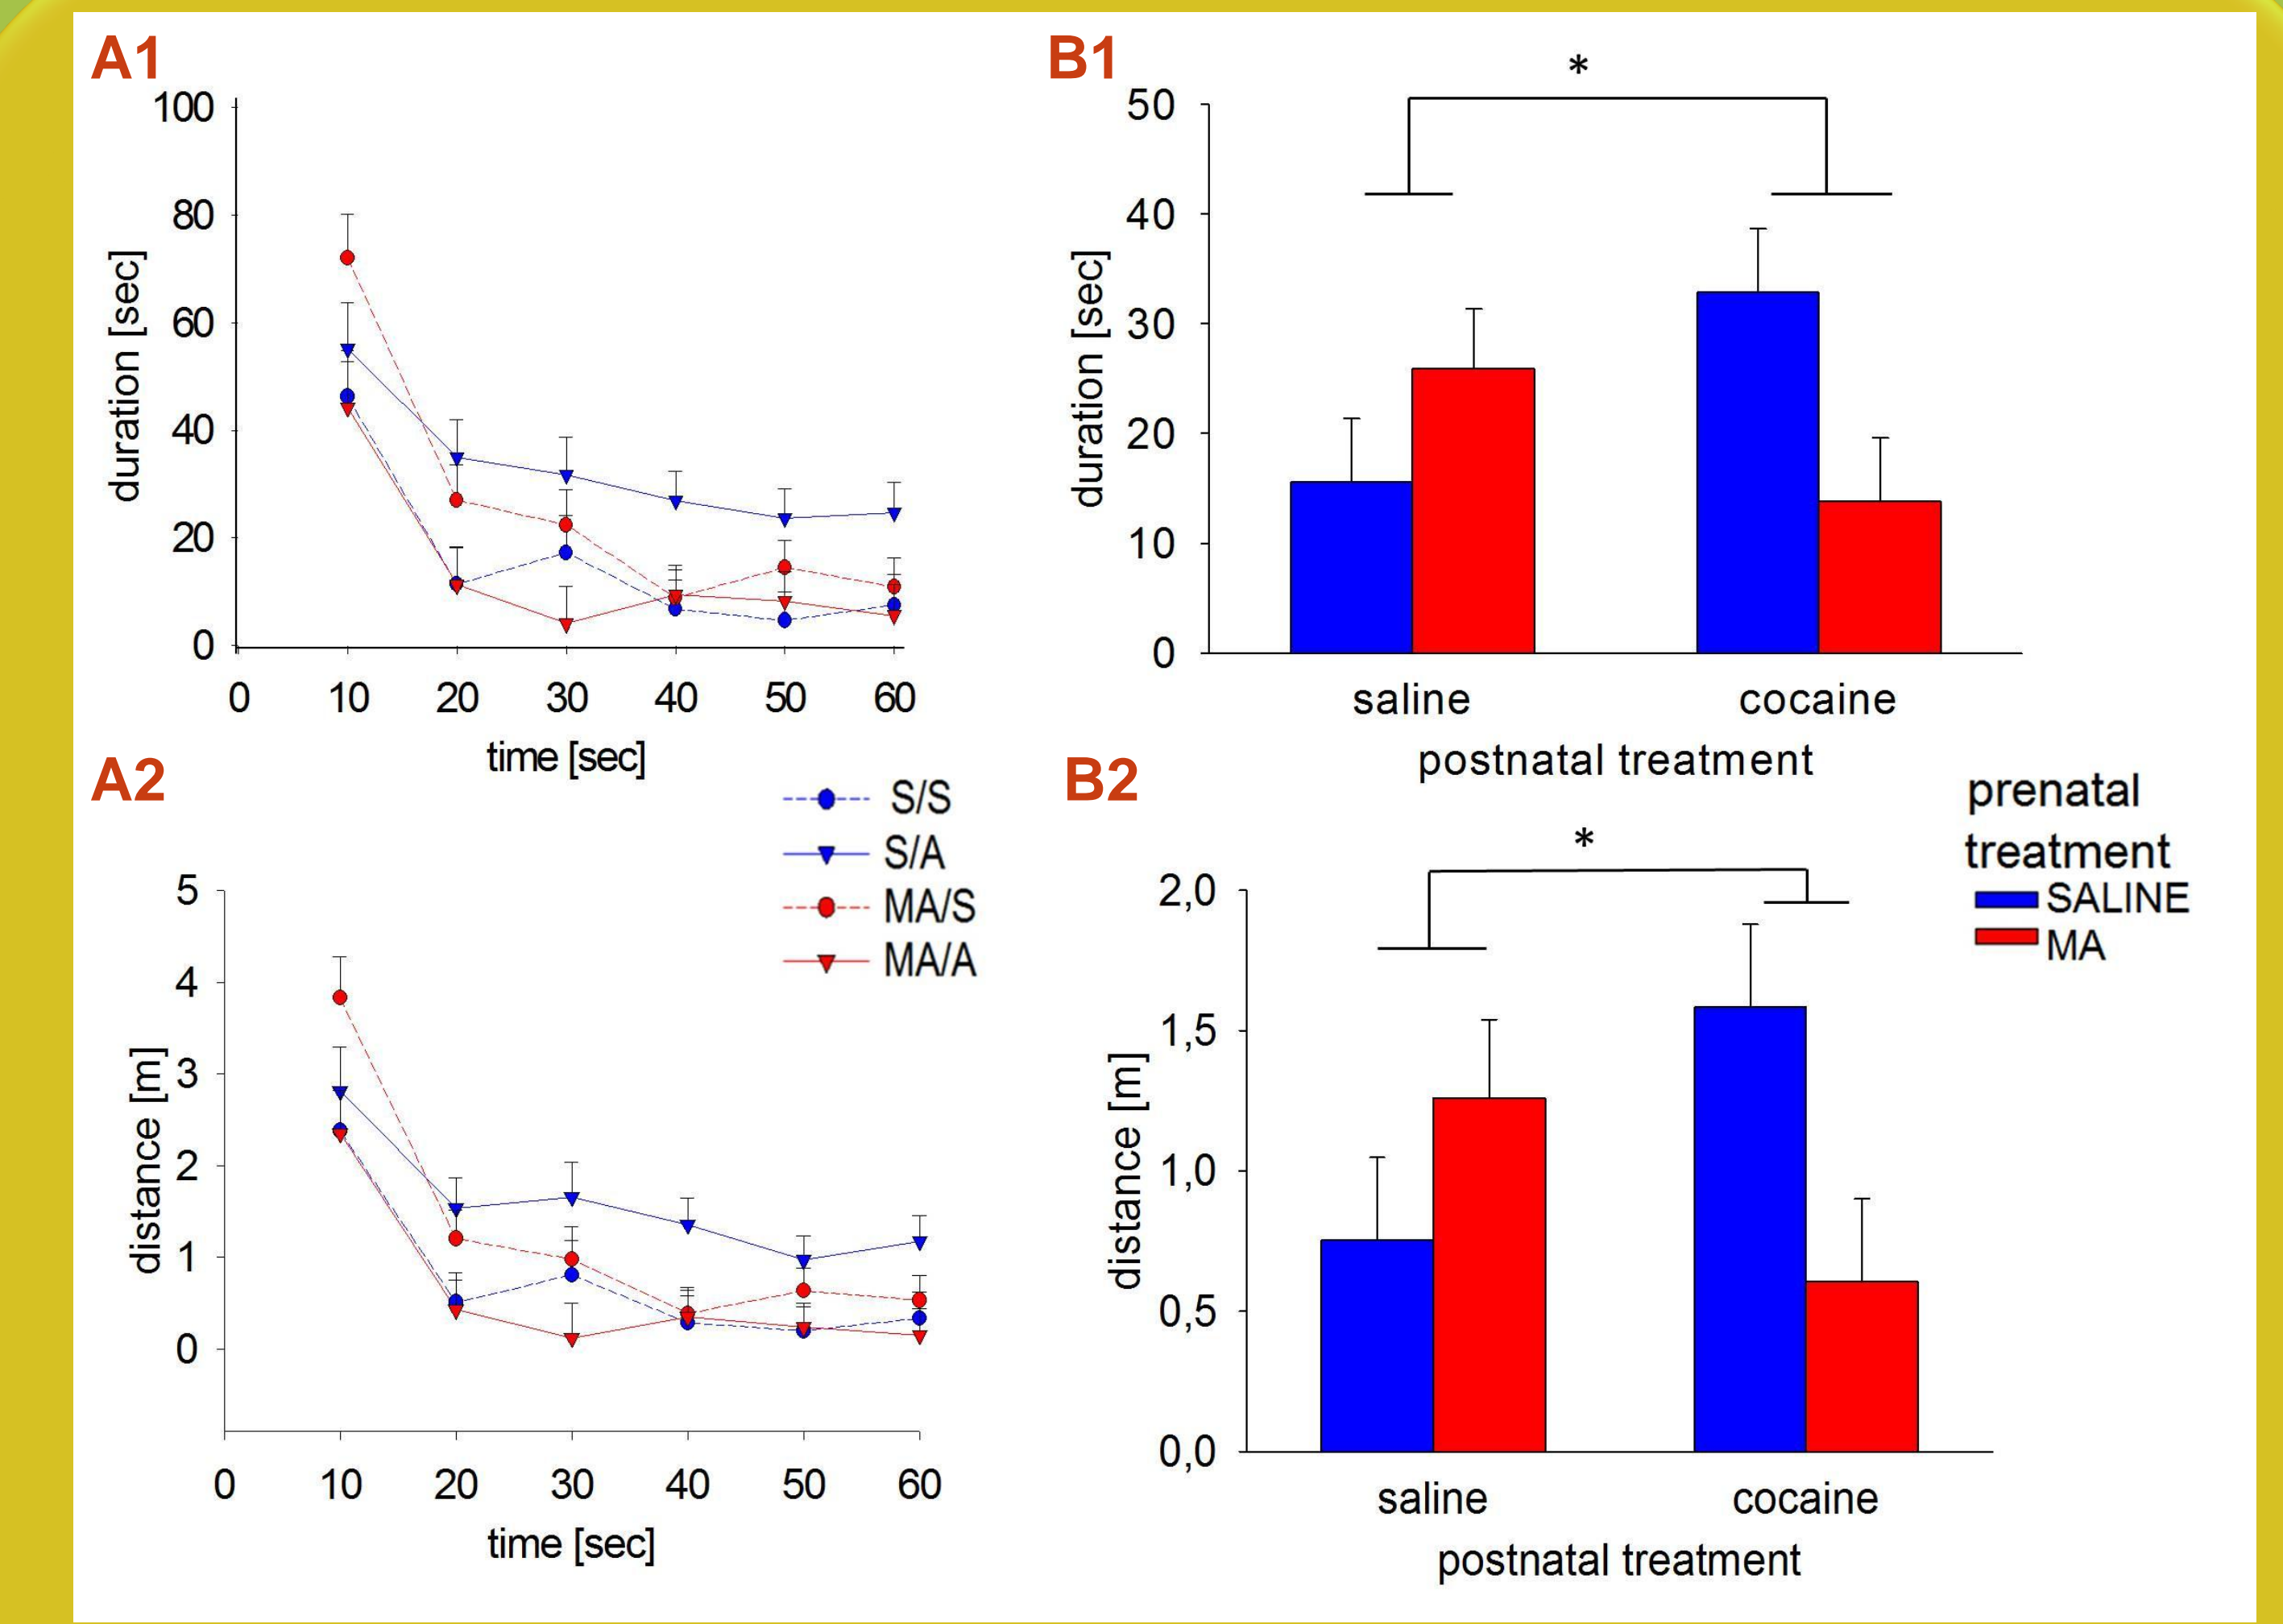 A1
100
80
60
40
20
0
duration [sec]
0 10 20 30 40 50 60
time [sec]
B1
*
50
40
30
20
10
0
duration [sec]
saline cocaine
postnatal treatment
A2
S/S
S/A
MA/S
MA/A
5
4
3
2
1
0
distance [m]
0 10 20 30 40 50 60
time [sec]
B2
*
2,0
1,5
1,0
0,5
0,0
distance [m]
saline cocaine
postnatal treatment
prenatal
treatment
SALINE
MA